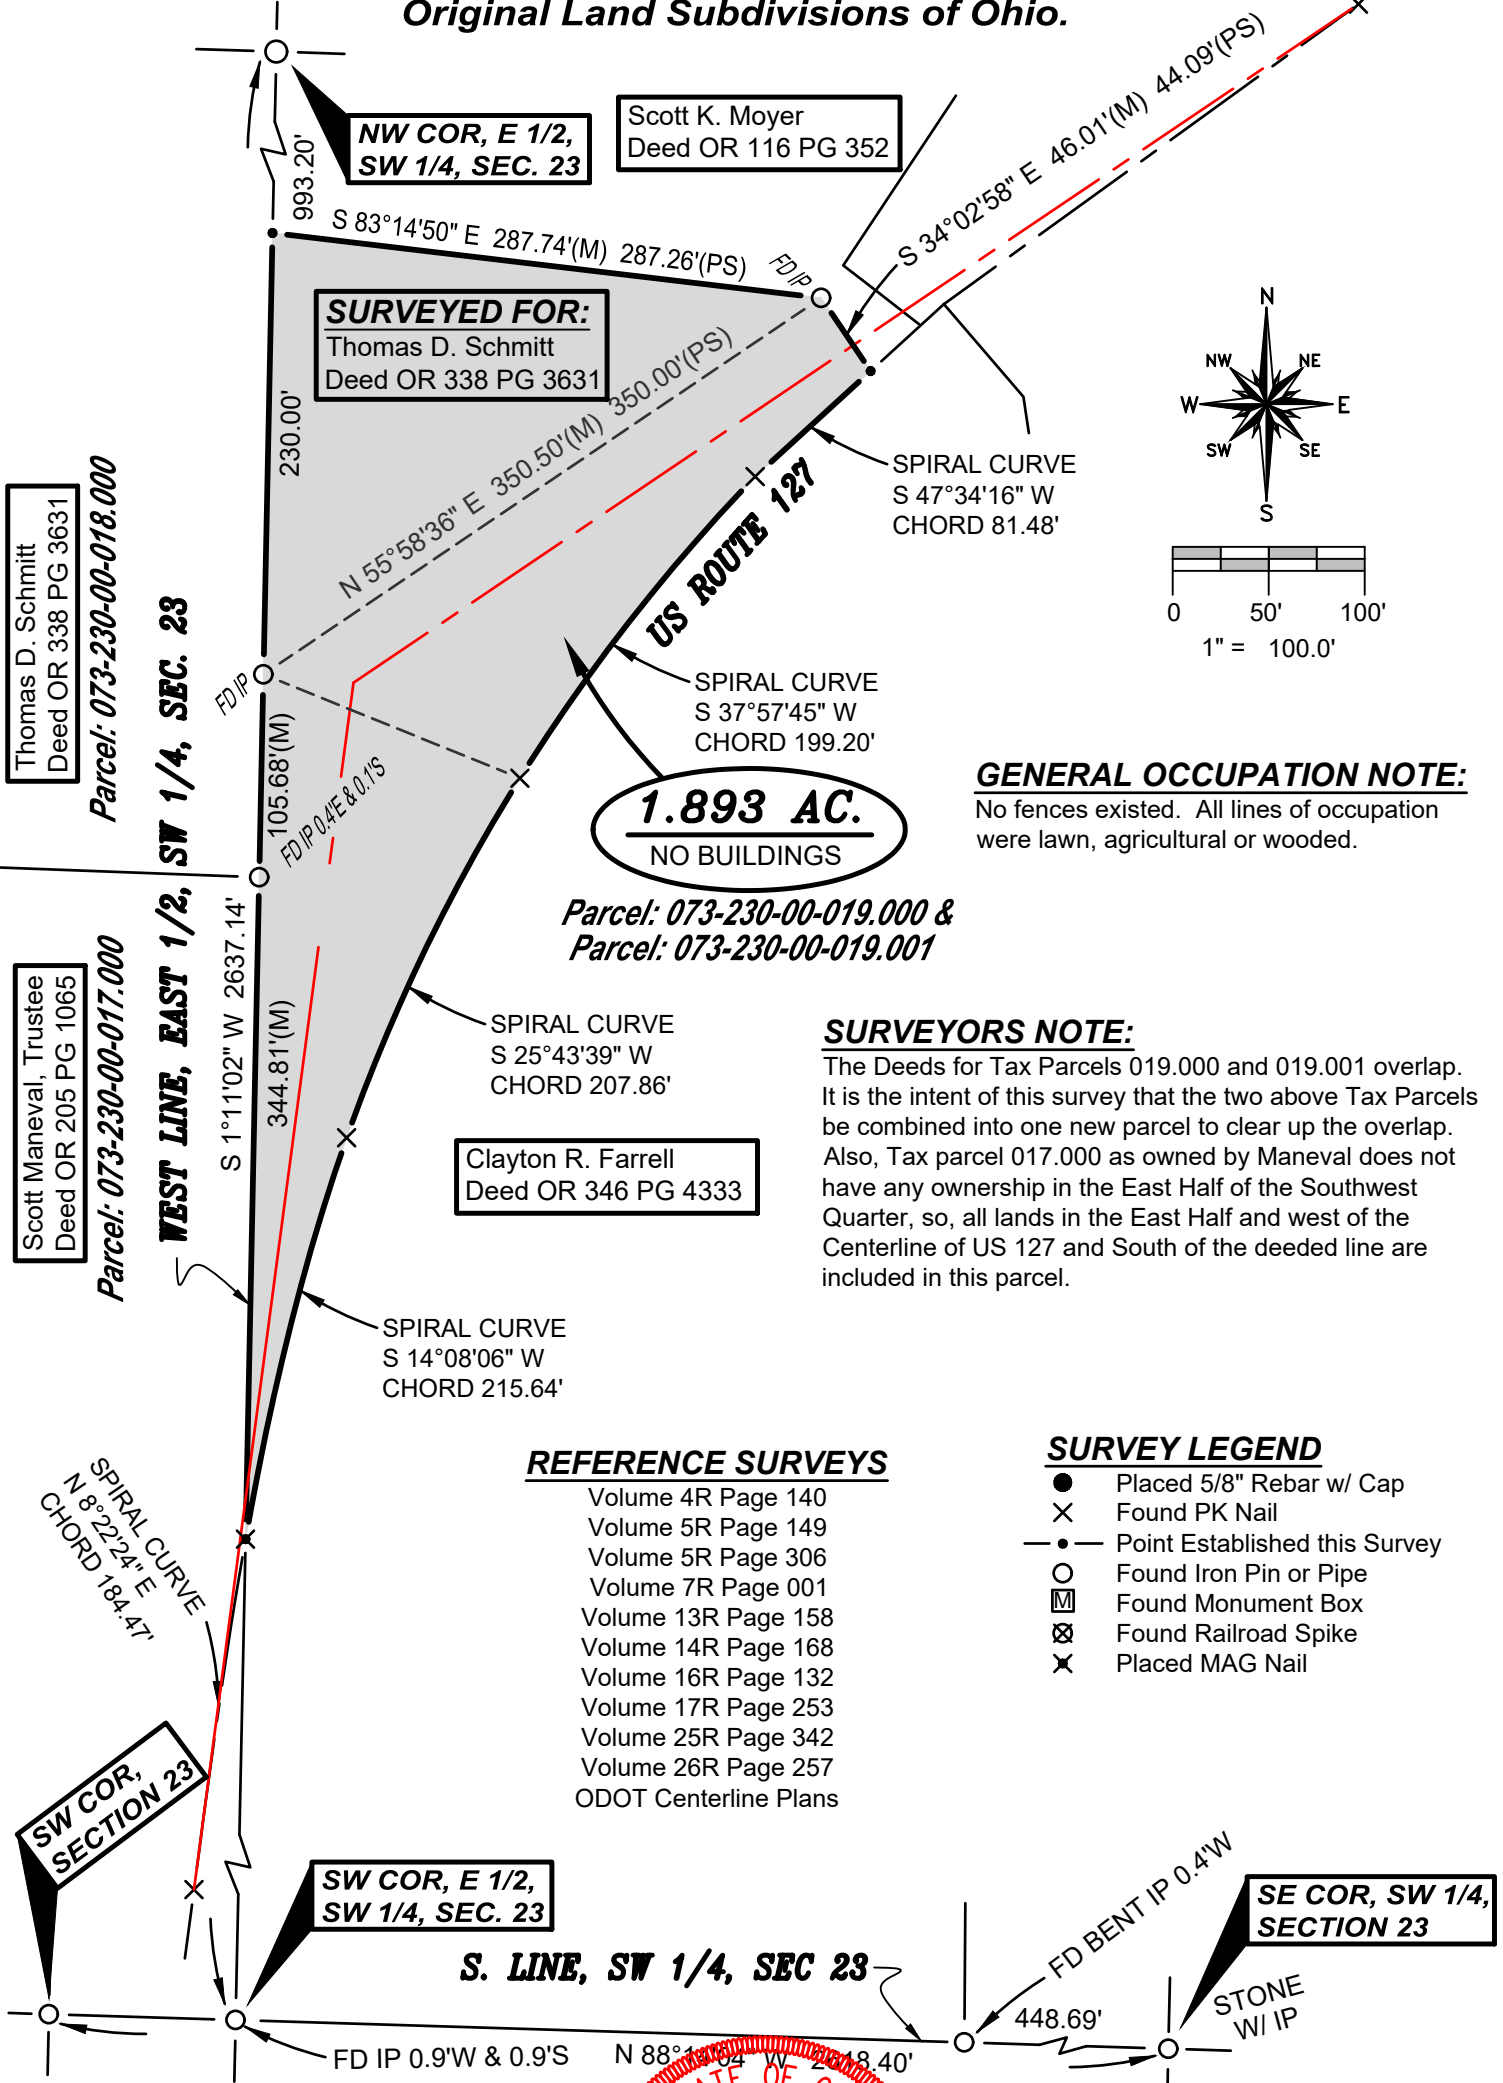 Original Land Subdivisions of Ohio.
NW COR, E 1/2,
SW 1/4, SEC. 23
Scott K. Moyer
Deed OR 116 PG 352
S 34°02'58" E 46.01'(M) 44.09'(PS)
993.20'
S 83°14'50" E 287.74'(M) 287.26'(PS)
FD IP
SURVEYED FOR:
Thomas D. Schmitt
Deed OR 338 PG 3631
230.00'
N 55°58'36" E 350.50'(M) 350.00'(PS)
N
NW
NE
W
E
SW
SE
S
SPIRAL CURVE
S 47°34'16" W
CHORD 81.48'
US ROUTE 127
0 50' 100'
1" = 100.0'
Thomas D. Schmitt
Deed OR 338 PG 3631
Parcel: 073-230-00-018.000
WEST LINE, EAST 1/2, SW 1/4, SEC. 23
FD IP
SPIRAL CURVE
S 37°57'45" W
CHORD 199.20'
105.68'(M)
FD IP 0.4'E & 0.1'S
1.893 AC.
NO BUILDINGS
GENERAL OCCUPATION NOTE:
No fences existed. All lines of occupation
were lawn, agricultural or wooded.
Parcel: 073-230-00-019.000 &
Parcel: 073-230-00-019.001
Scott Maneval, Trustee
Deed OR 205 PG 1065
Parcel: 073-230-00-017.000
S 1°11'02" W 2637.14'
344.81'(M)
SPIRAL CURVE
S 25°43'39" W
CHORD 207.86'
SURVEYORS NOTE:
The Deeds for Tax Parcels 019.000 and 019.001 overlap.
It is the intent of this survey that the two above Tax Parcels
be combined into one new parcel to clear up the overlap.
Also, Tax parcel 017.000 as owned by Maneval does not
have any ownership in the East Half of the Southwest
Quarter, so, all lands in the East Half and west of the
Centerline of US 127 and South of the deeded line are
included in this parcel.
Clayton R. Farrell
Deed OR 346 PG 4333
SPIRAL CURVE
S 14°08'06" W
CHORD 215.64'
SPIRAL CURVE
N 8°22'24" E
CHORD 184.47'
REFERENCE SURVEYS
Volume 4R Page 140
Volume 5R Page 149
Volume 5R Page 306
Volume 7R Page 001
Volume 13R Page 158
Volume 14R Page 168
Volume 16R Page 132
Volume 17R Page 253
Volume 25R Page 342
Volume 26R Page 257
ODOT Centerline Plans
SURVEY LEGEND
Placed 5/8" Rebar w/ Cap
Found PK Nail
Point Established this Survey
Found Iron Pin or Pipe
M Found Monument Box
Found Railroad Spike
Placed MAG Nail
SW COR,
SECTION 23
SW COR, E 1/2,
SW 1/4, SEC. 23
S. LINE, SW 1/4, SEC 23
FD BENT IP 0.4'W
SE COR, SW 1/4,
SECTION 23
448.69'
STONE
W/ IP
FD IP 0.9'W & 0.9'S
N W
OF